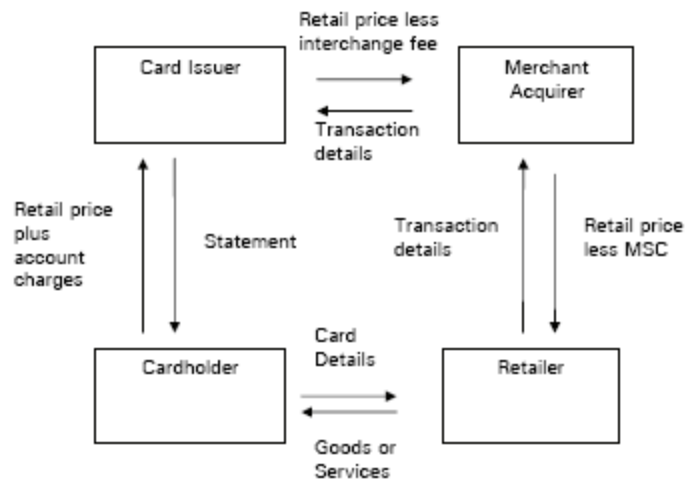 Retail price less
interchange fee
Card Issuer
Merchant
Acquirer
Transaction
details
Retail price
plus
account
charges
Statement
Transaction
details
Retail price
less MSC
Card
Details
Cardholder
Retailer
Goods or
Services